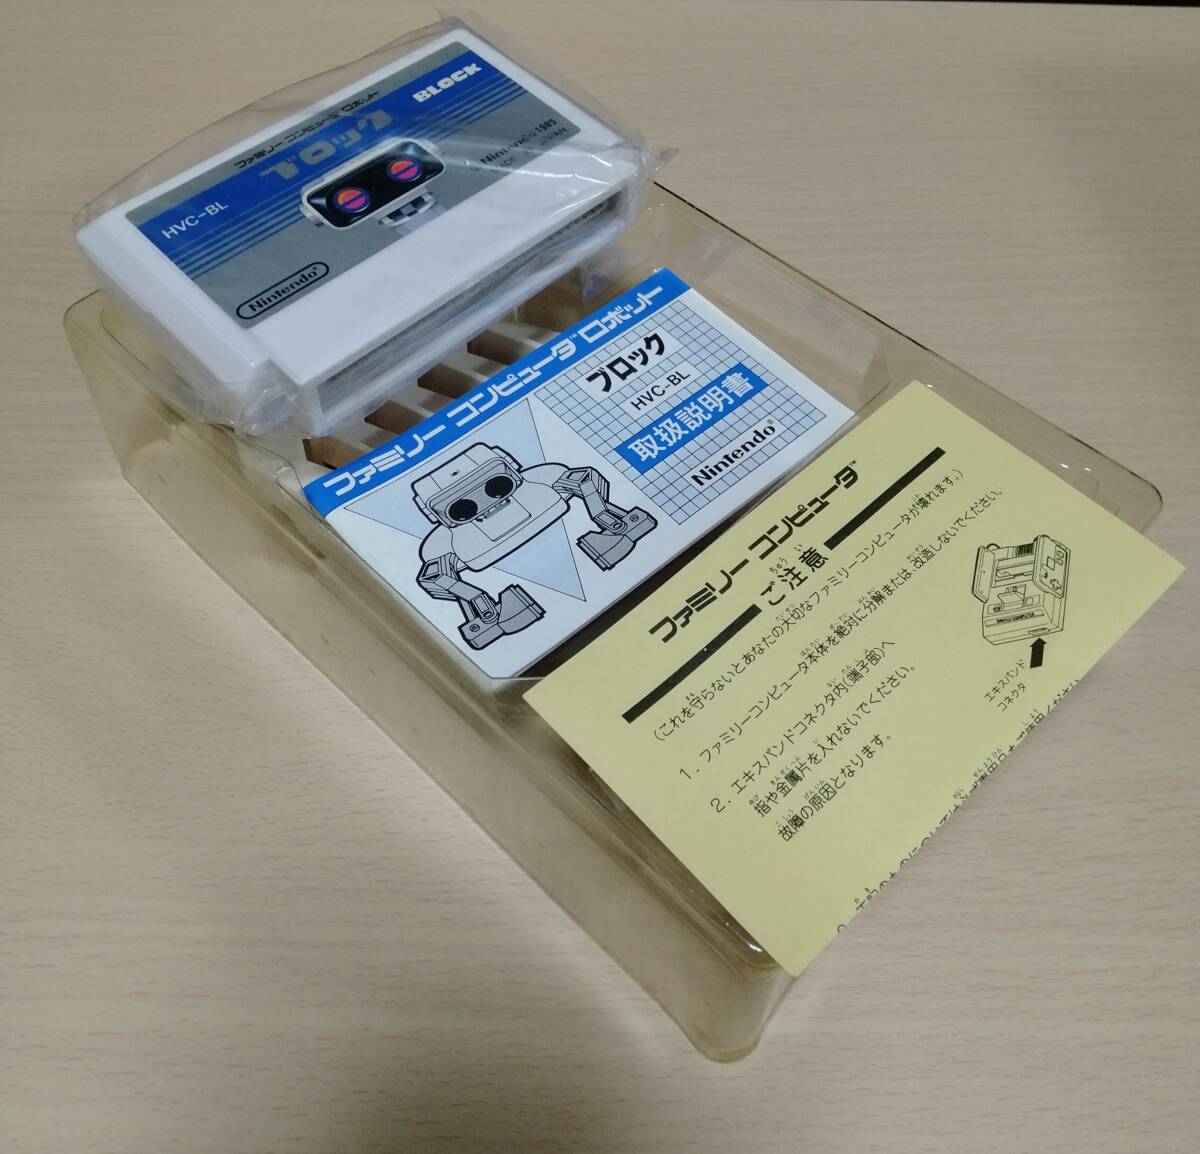 ファミリー コンピュータ ロボット
ブロック
BLOCK
HVC-BL
Nintendo®
ファミリー コンピュータ™ ロボット
ブロック
HVC-BL
取扱説明書
Nintendo®
ファミリー コンピュータ™
ご注意
(これを守らないとあなたの大切なファミリーコンピュータが壊れます。)
1. ファミリーコンピュータ本体を絶対に分解または、改造しないでください。
2. エキスパンドコネクタ内(端子部)へ
指や金属片を入れないでください。
故障の原因となります。
エキスパンド
コネクタ